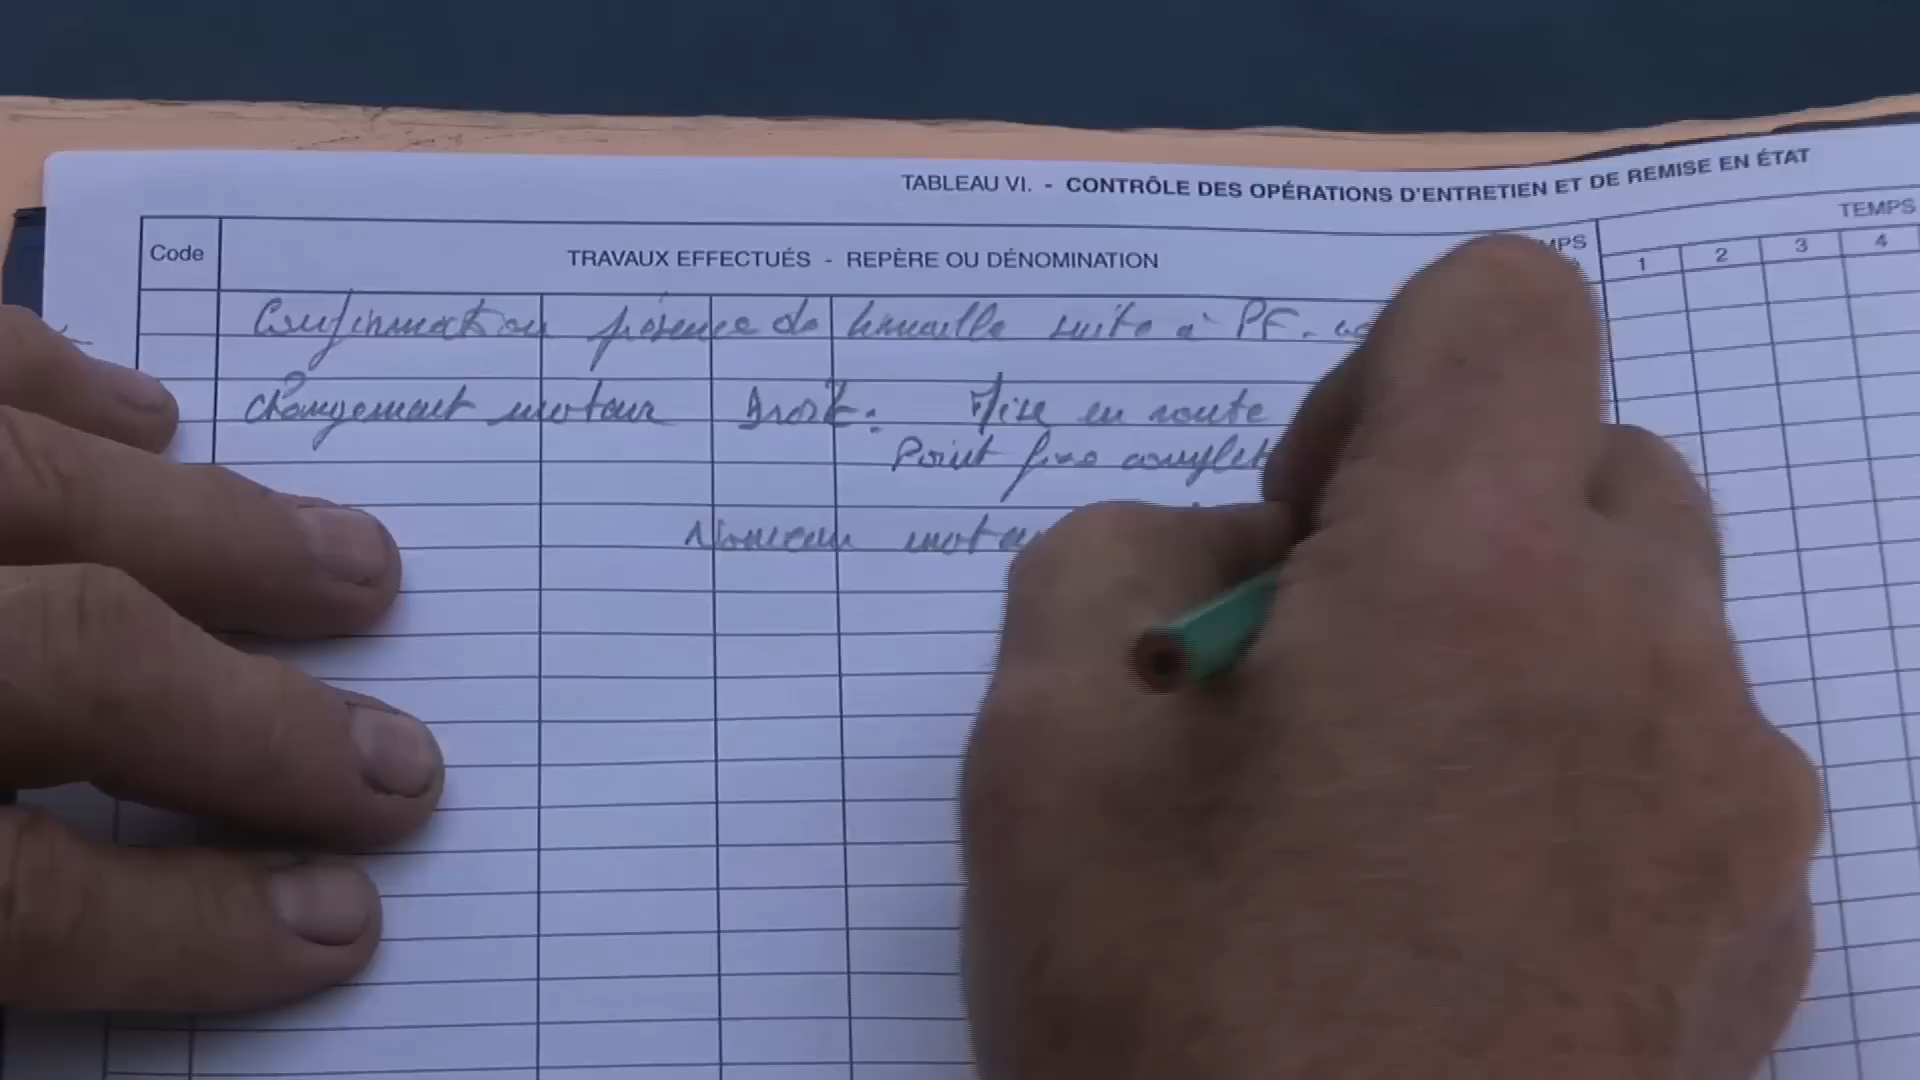 TABLEAU VI. - CONTRÔLE DES OPÉRATIONS D'ENTRETIEN ET DE REMISE EN ÉTAT
Code TRAVAUX EFFECTUÉS - REPÈRE OU DÉNOMINATION TEMPS
1 2 3 4
Confirmation présence de limaille suite à PF.
Changement moteur Droit: Mise en route
Point fixe complet
Nouveau